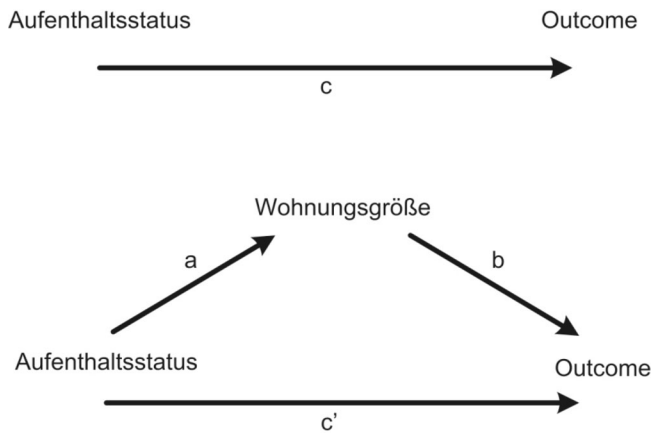 Aufenthaltsstatus Outcome
c
Wohnungsgröße
a b
Aufenthaltsstatus Outcome
c’